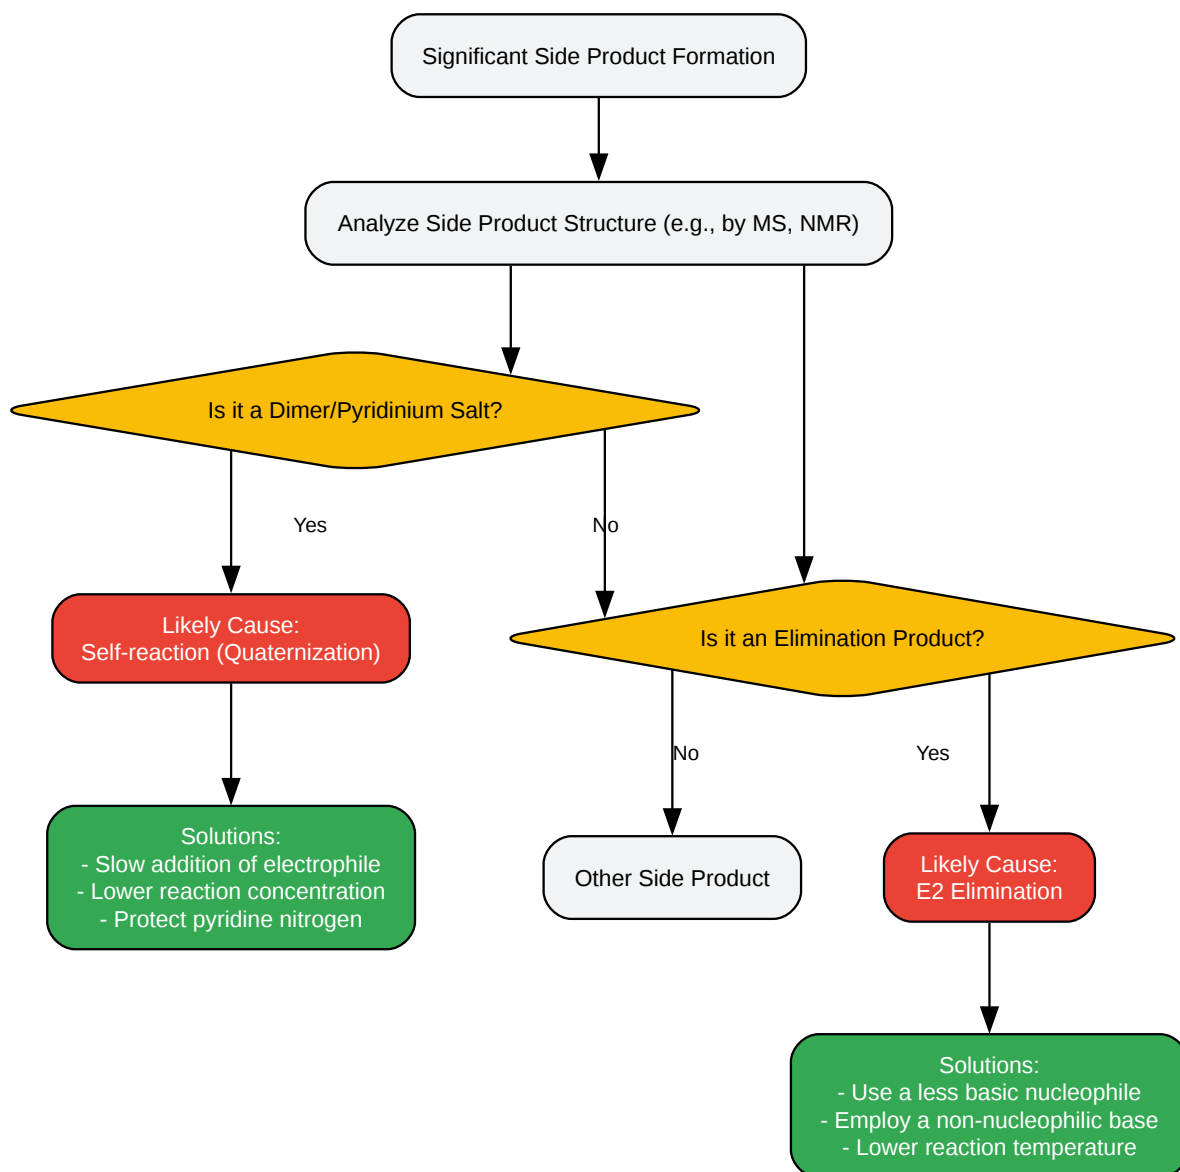 Significant Side Product Formation
Analyze Side Product Structure (e.g., by MS, NMR)
Is it a Dimer/Pyridinium Salt?
Yes
No
Likely Cause:
Self-reaction (Quaternization)
Is it an Elimination Product?
No
Yes
Solutions:
- Slow addition of electrophile
- Lower reaction concentration
- Protect pyridine nitrogen
Other Side Product
Likely Cause:
E2 Elimination
Solutions:
- Use a less basic nucleophile
- Employ a non-nucleophilic base
- Lower reaction temperature